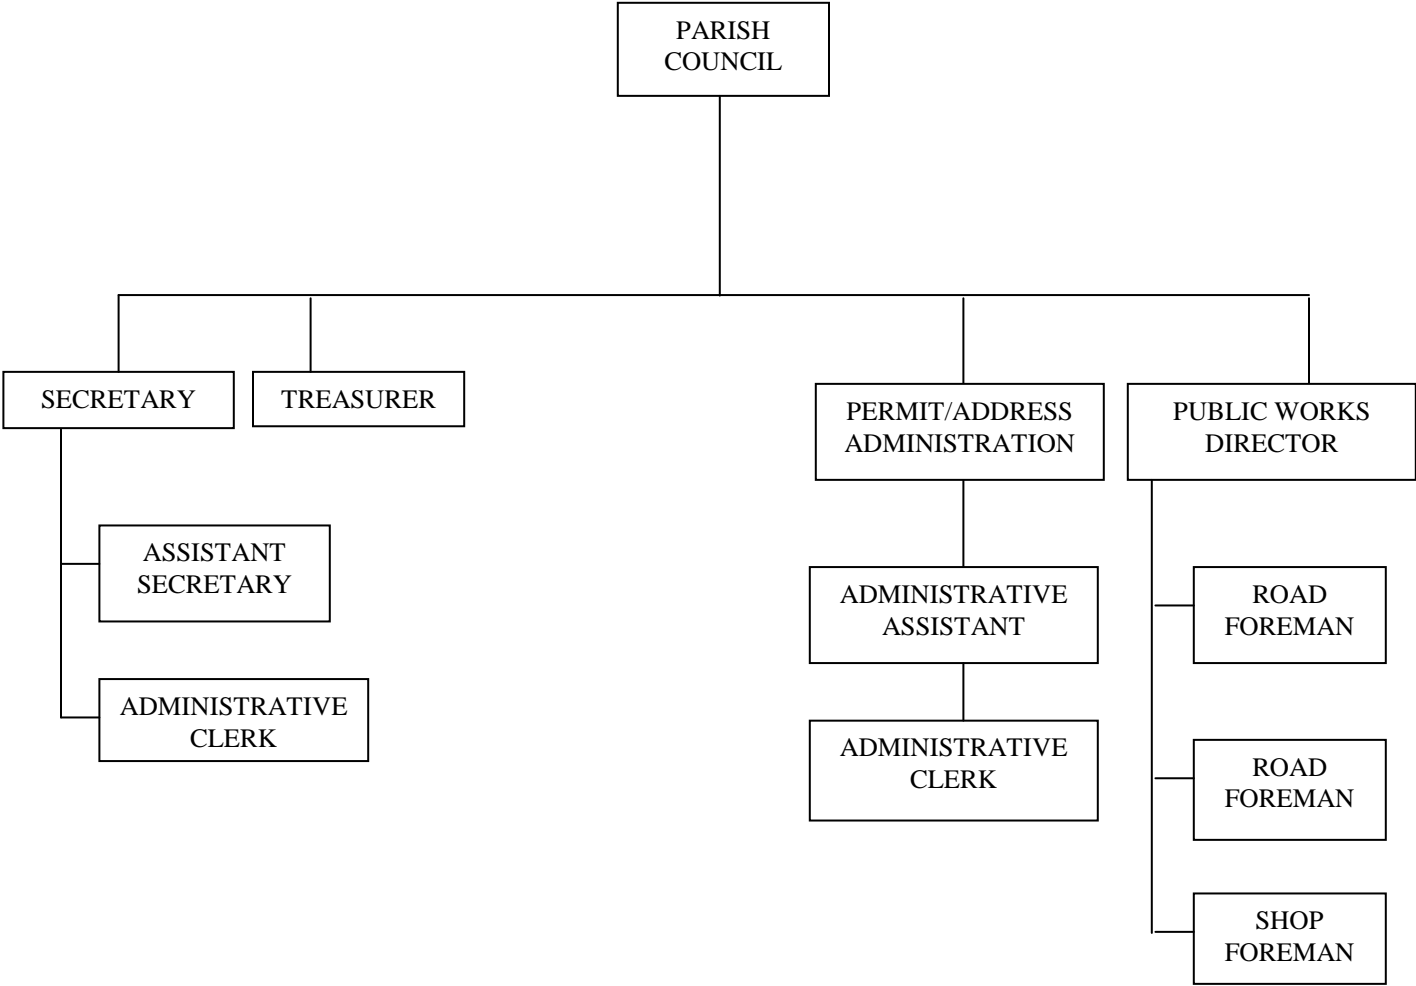 PARISH
COUNCIL
SECRETARY
TREASURER
PERMIT/ADDRESS
ADMINISTRATION
PUBLIC WORKS
DIRECTOR
ASSISTANT
SECRETARY
ADMINISTRATIVE
CLERK
ADMINISTRATIVE
ASSISTANT
ADMINISTRATIVE
CLERK
ROAD
FOREMAN
ROAD
FOREMAN
SHOP
FOREMAN